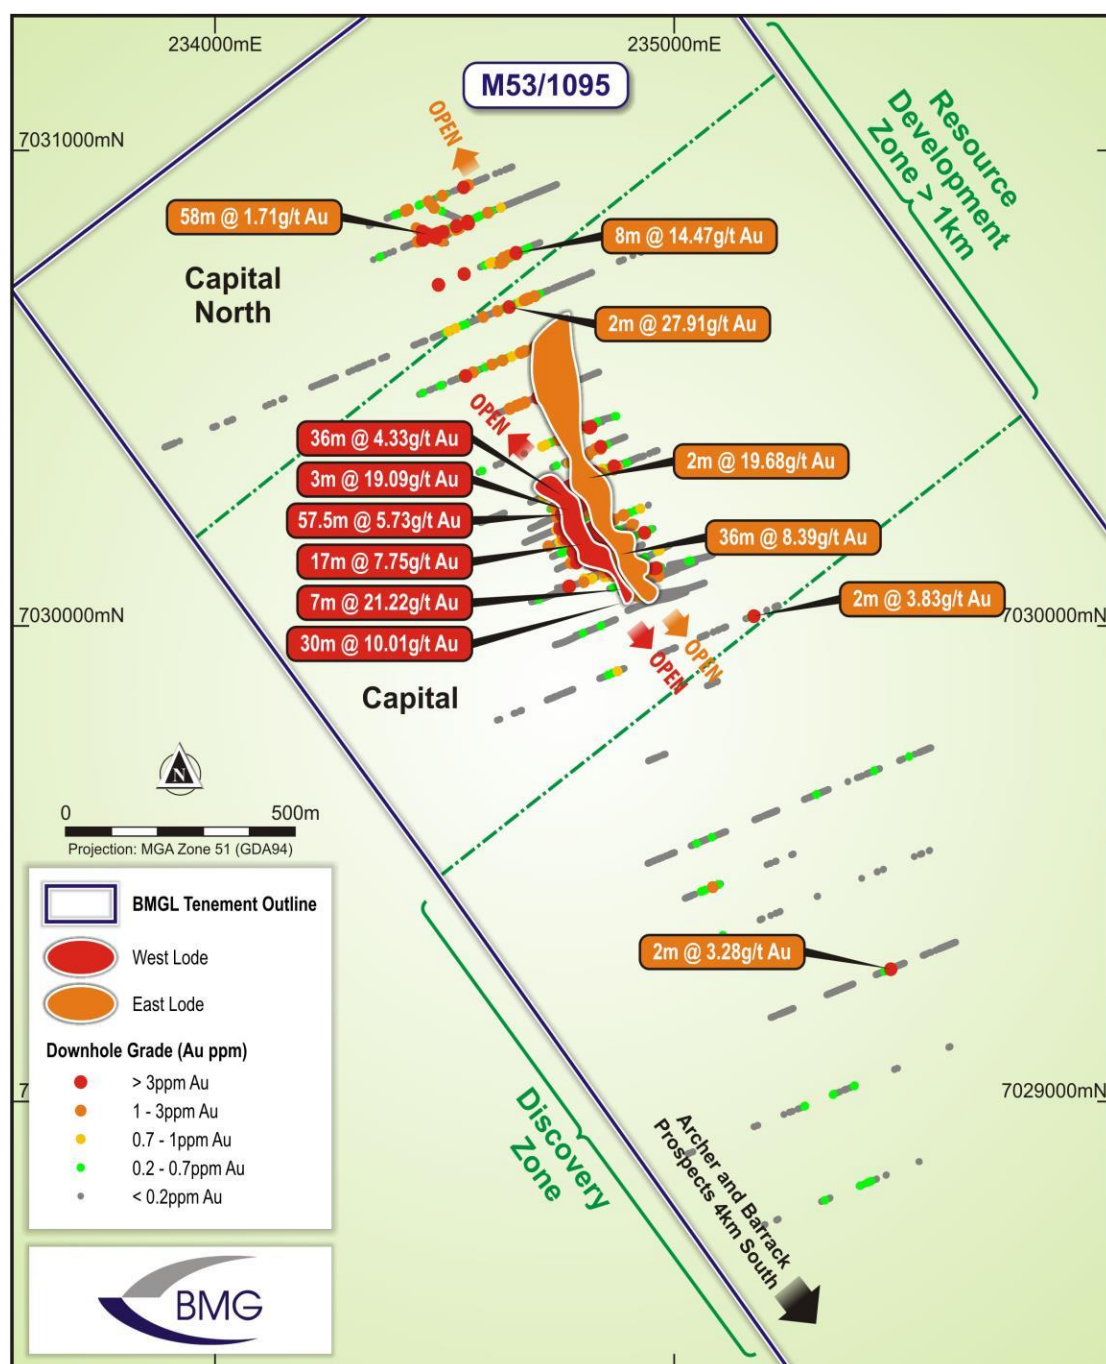 234000mE
235000mE
M53/1095
7031000mN
OPEN
Resource
Development
Zone > 1km
58m @ 1.71g/t Au
8m @ 14.47g/t Au
Capital
North
2m @ 27.91g/t Au
OPEN
36m @ 4.33g/t Au
2m @ 19.68g/t Au
3m @ 19.09g/t Au
57.5m @ 5.73g/t Au
36m @ 8.39g/t Au
17m @ 7.75g/t Au
7m @ 21.22g/t Au
2m @ 3.83g/t Au
7030000mN
7030000mN
30m @ 10.01g/t Au
OPEN
OPEN
Capital
N
0
500m
Projection: MGA Zone 51 (GDA94)
BMGL Tenement Outline
West Lode
East Lode
Downhole Grade (Au ppm)
> 3ppm Au
1 - 3ppm Au
0.7 - 1ppm Au
0.2 - 0.7ppm Au
< 0.2ppm Au
2m @ 3.28g/t Au
7
7029000mN
Discovery
Zone
Archer and Barrack
Prospects 4km South
BMG